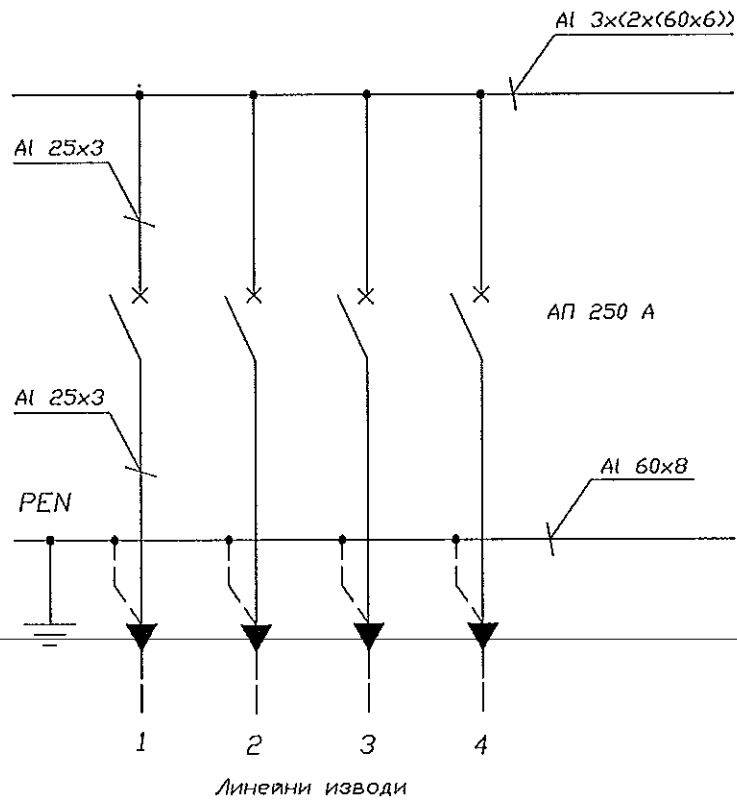 Al 3x(2x(60x6))
Al 25x3
АП 250 А
Al 25x3
Al 60x8
PEN
1 2 3 4
Линейни изводи